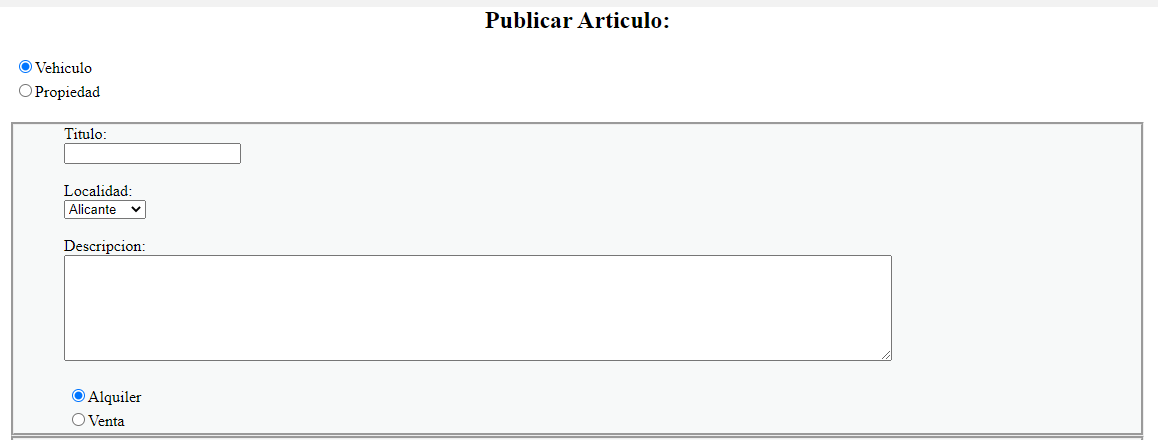 Publicar Articulo:
Vehiculo
Propiedad
Titulo:
Localidad:
Alicante
Descripcion:
Alquiler
Venta